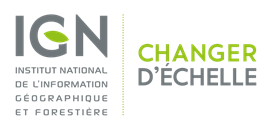 IGN
INSTITUT NATIONAL
DE L'INFORMATION
GÉOGRAPHIQUE
ET FORESTIÈRE
CHANGER
D'ÉCHELLE